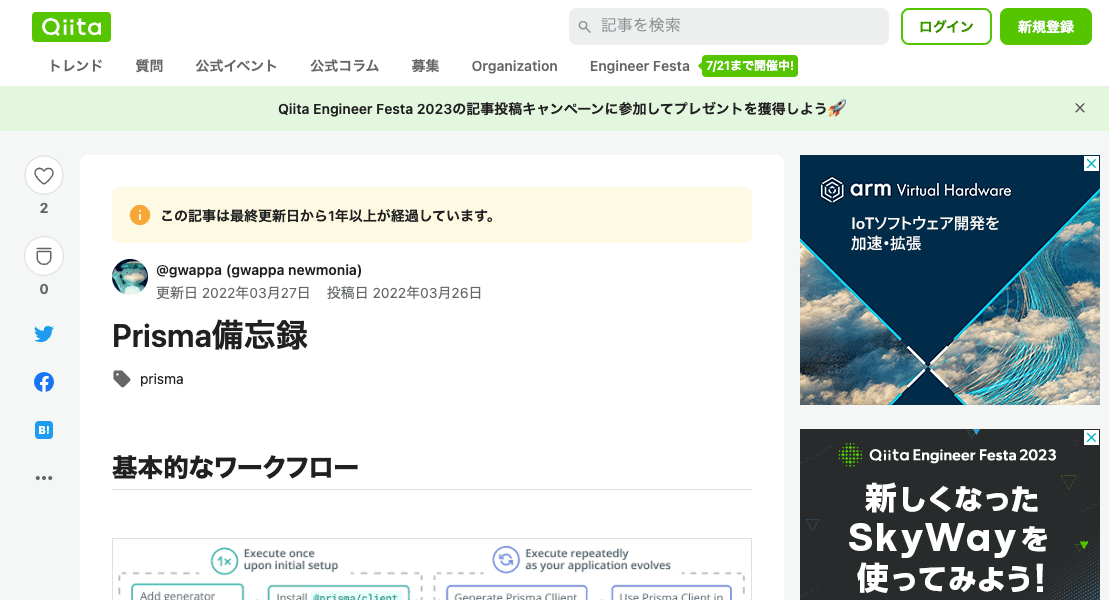 Qiita
記事を検索
ログイン
新規登録
トレンド 質問 公式イベント 公式コラム 募集 Organization Engineer Festa 7/21まで開催中!
Qiita Engineer Festa 2023の記事投稿キャンペーンに参加してプレゼントを獲得しよう🚀
2
0
B!
この記事は最終更新日から1年以上が経過しています。
@gwappa (gwappa newmonia)
更新日 2022年03月27日 投稿日 2022年03月26日
Prisma備忘録
prisma
基本的なワークフロー
1×
Execute once
upon initial setup
Execute repeatedly
as your application evolves
Add generator
Install @prisma/client
Generate Prisma Client
Use Prisma Client in
arm Virtual Hardware
IoTソフトウェア開発を
加速・拡張
Qiita Engineer Festa 2023
新しくなった
SkyWayを
使ってみよう!